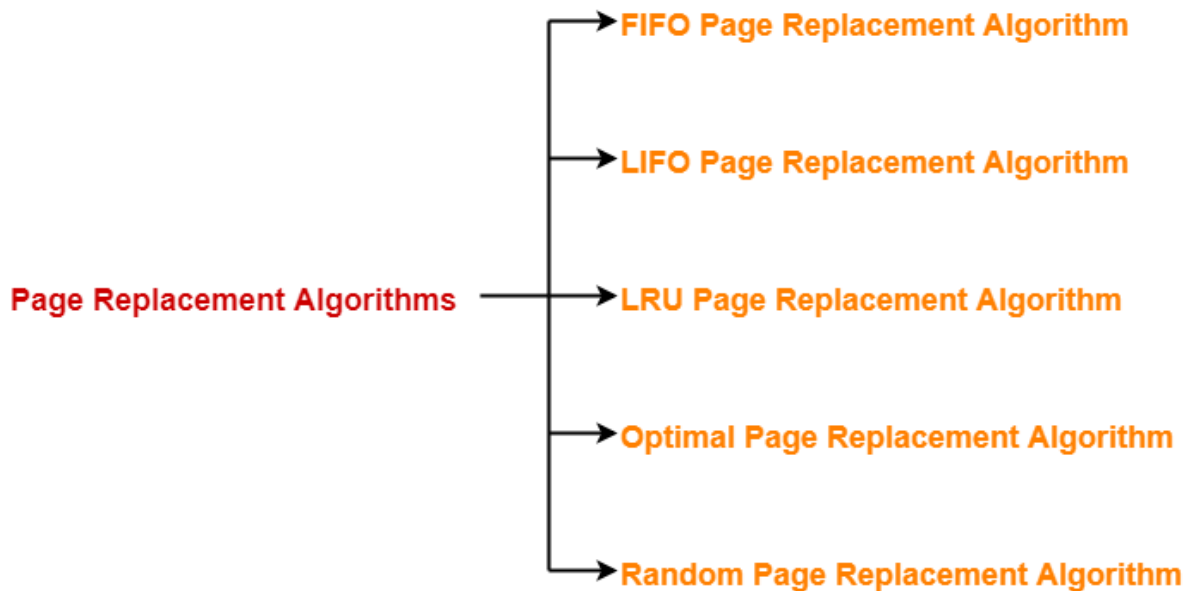 FIFO Page Replacement Algorithm
LIFO Page Replacement Algorithm
Page Replacement Algorithms
LRU Page Replacement Algorithm
Optimal Page Replacement Algorithm
Random Page Replacement Algorithm